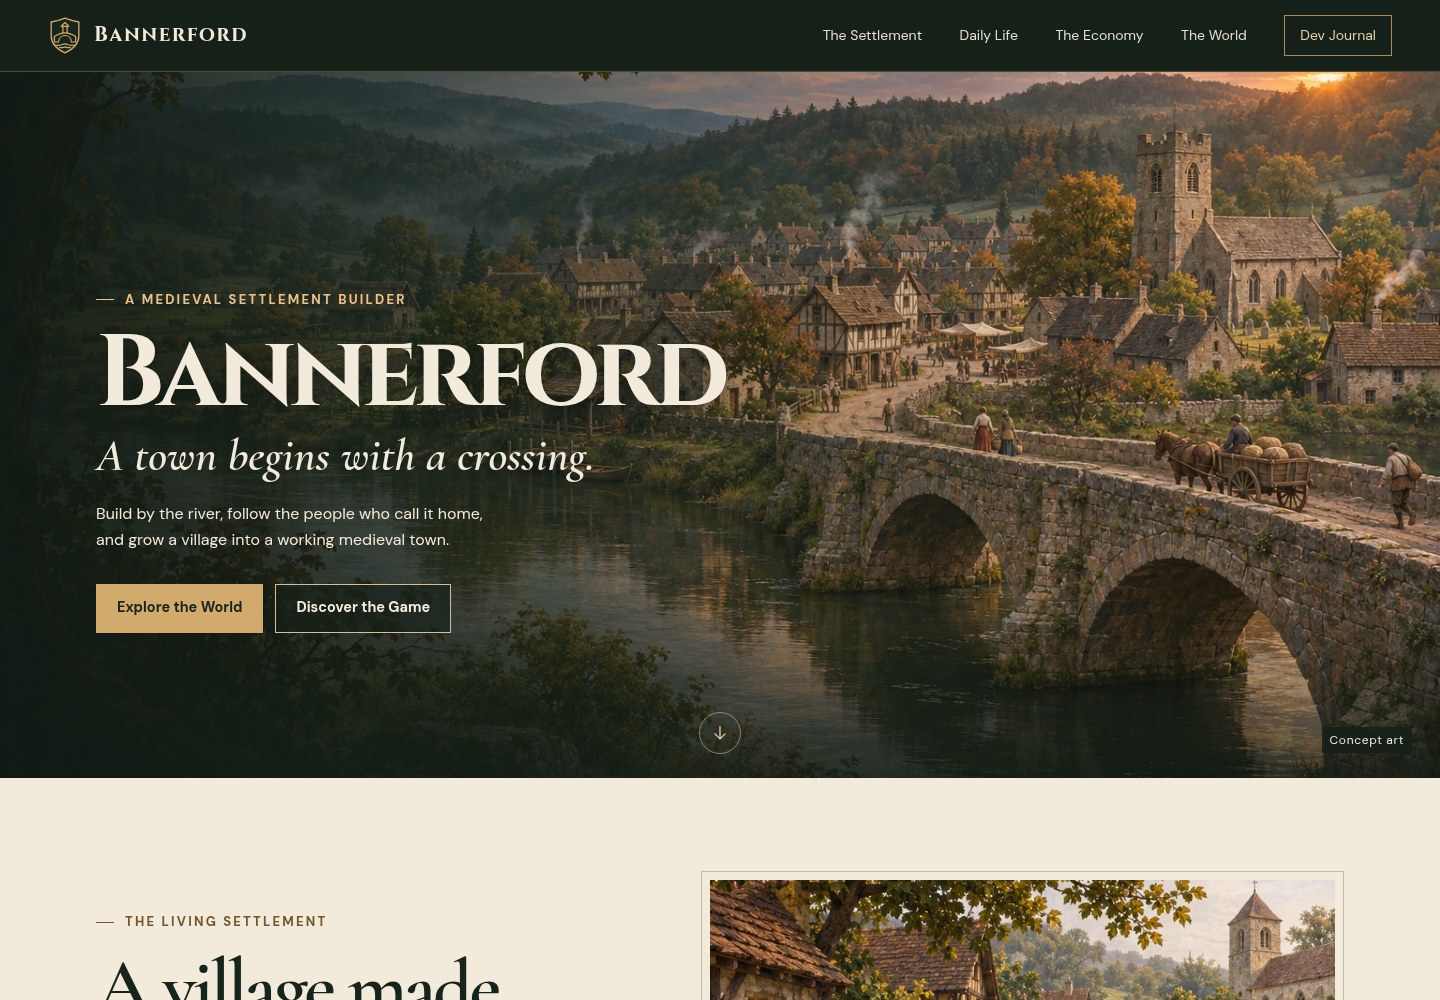 BANNERFORD
The Settlement
Daily Life
The Economy
The World
Dev Journal
A MEDIEVAL SETTLEMENT BUILDER
BANNERFORD
A town begins with a crossing.
Build by the river, follow the people who call it home,
and grow a village into a working medieval town.
Explore the World
Discover the Game
Concept art
THE LIVING SETTLEMENT
A village made